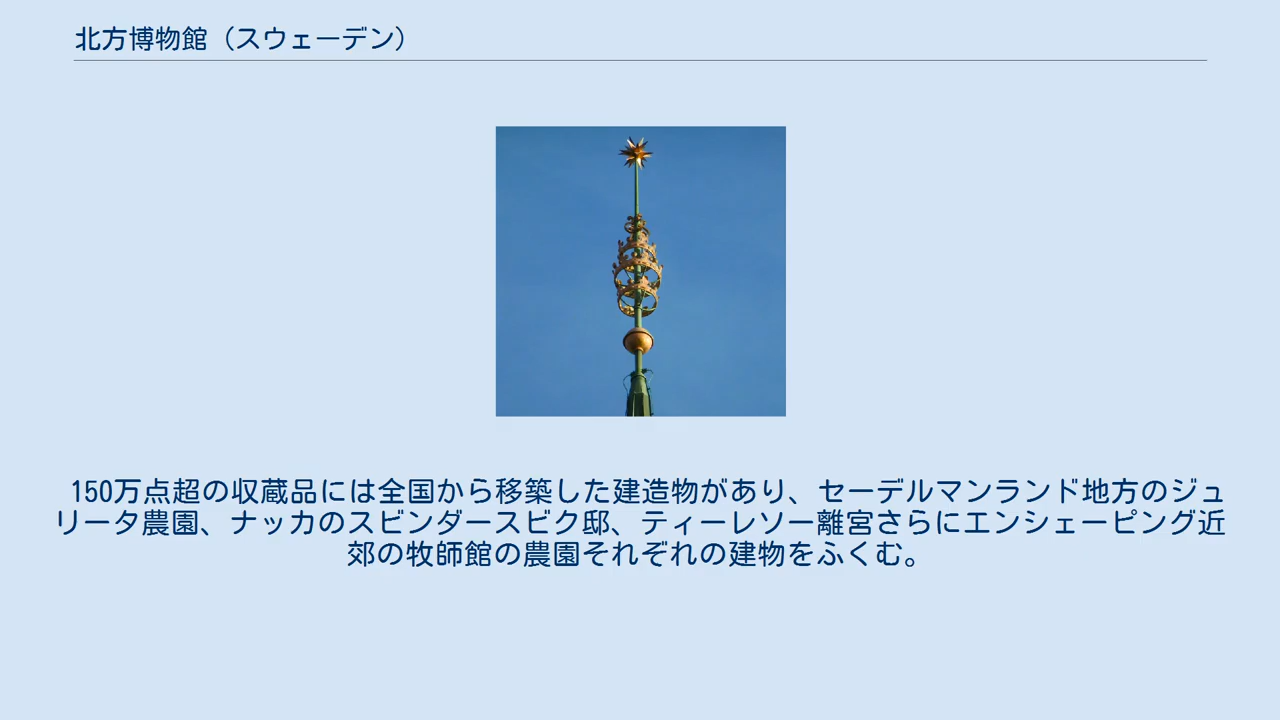 北方博物館（スウェーデン）
150万点超の収蔵品には全国から移築した建造物があり、セーデルマンランド地方のジュ
リータ農園、ナッカのスビンダースビク邸、ティーレソー離宮さらにエンシェーピング近
郊の牧師館の農園それぞれの建物をふくむ。